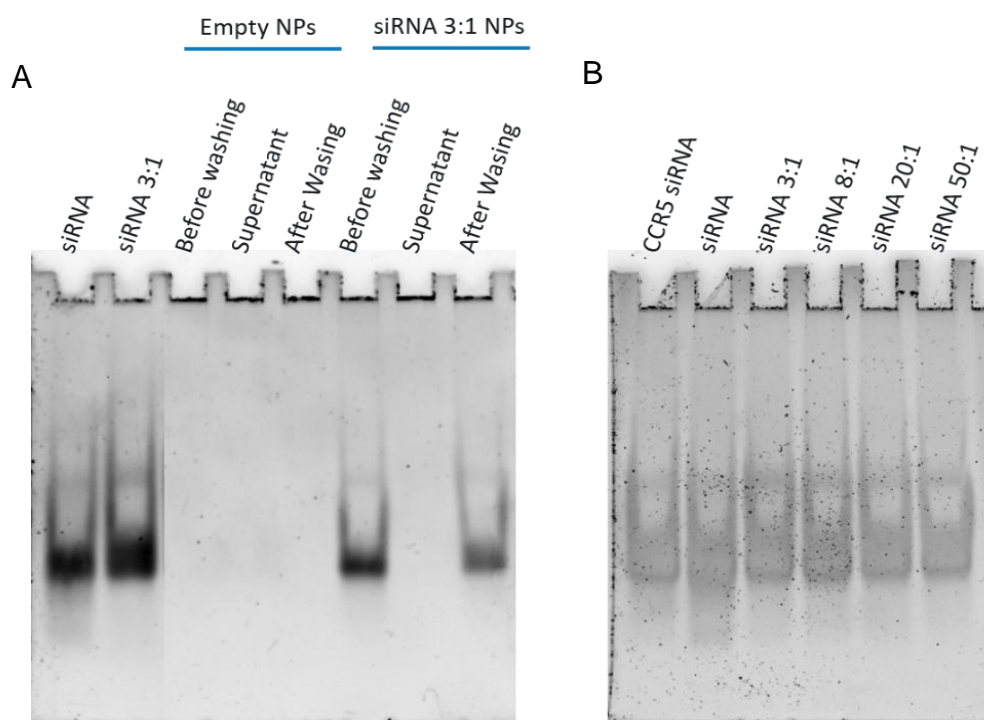 Empty NPs
siRNA 3:1 NPs
A
B
siRNA
siRNA 3:1
Before washing
Supernatant
After Wasing
Before washing
Supernatant
After Wasing
CCR5 siRNA
siRNA
siRNA 3:1
siRNA 8:1
siRNA 20:1
siRNA 50:1